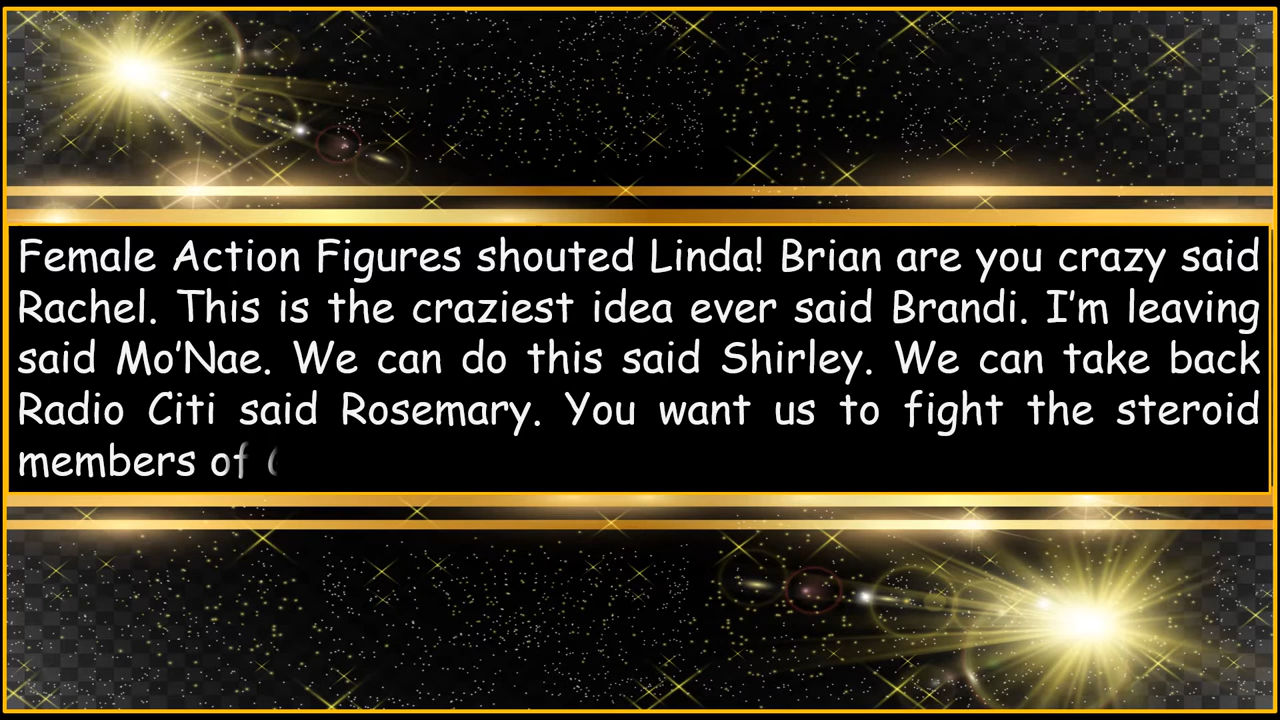 Female Action Figures shouted Linda! Brian are you crazy said
Rachel. This is the craziest idea ever said Brandi. I’m leaving
said Mo’Nae. We can do this said Shirley. We can take back
Radio Citi said Rosemary. You want us to fight the steroid
members of